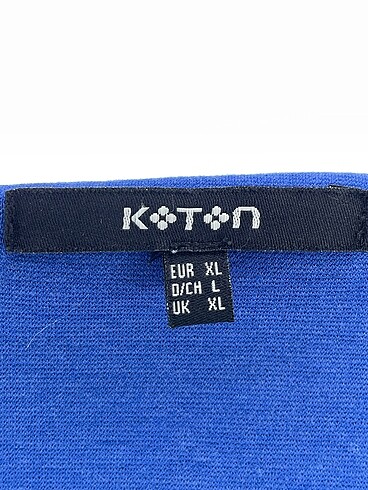 KOTON
EUR XL
D/CH L
UK XL